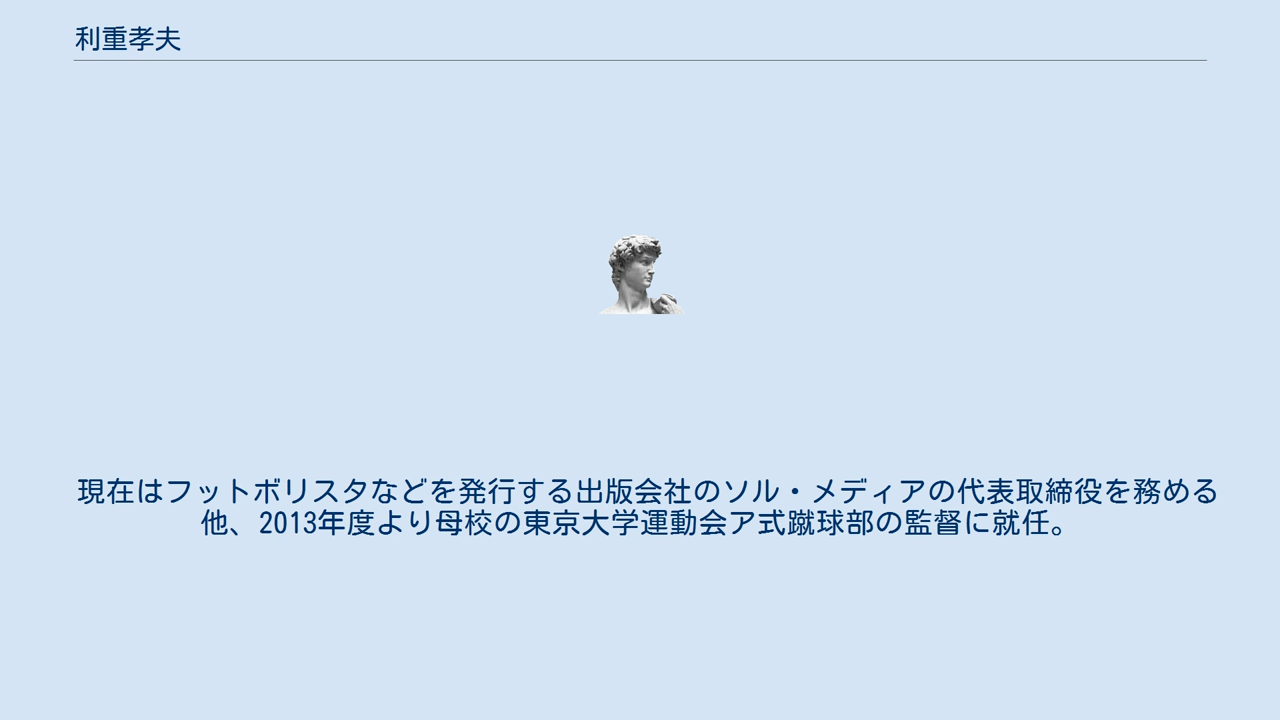 利重孝夫
現在はフットボリスタなどを発行する出版会社のソル・メディアの代表取締役を務める
他、2013年度より母校の東京大学運動会ア式蹴球部の監督に就任。